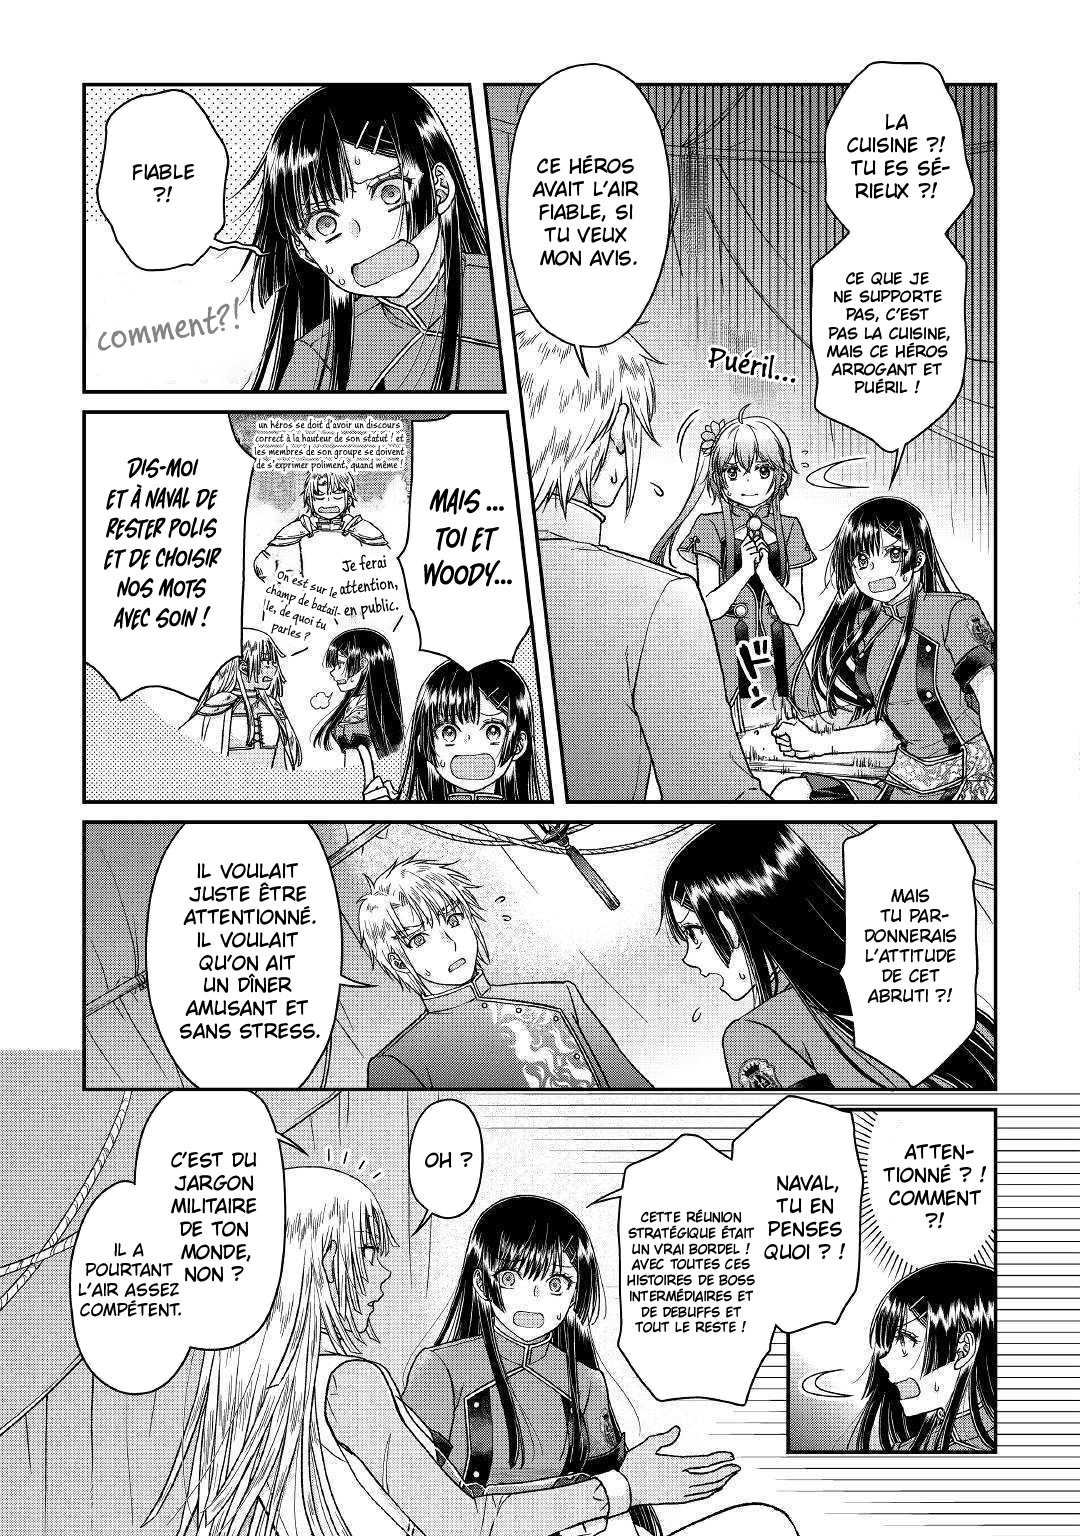 LA
CUISINE ?!
TU ES SÉ-
RIEUX ?!
CE QUE JE
NE SUPPORTE
PAS, C'EST
PAS LA CUISINE,
MAIS CE HÉROS
ARROGANT ET
PUÉRIL !
Puéril...
ドン
CE HÉROS
AVAIT L'AIR
FIABLE, SI
TU VEUX
MON AVIS.
FIABLE
?!
comment?!
MAIS ...
TOI ET
WOODY...
un héros se doit d'avoir un discours
correct à la hauteur de son statut ! et
les membres de son groupe se doivent
de s'exprimer poliment, quand même !
Je ferai
attention,
en public.
On est sur le
champ de batail-
le, de quoi tu
parles ?
DIS-MOI
ET À NAVAL DE
RESTER POLIS
ET DE CHOISIR
NOS MOTS
AVEC SOIN !
MAIS
TU PAR-
DONNERAIS
L'ATTITUDE
DE CET
ABRUTI ?!
IL VOULAIT
JUSTE ÊTRE
ATTENTIONNÉ.
IL VOULAIT
QU'ON AIT
UN DÎNER
AMUSANT ET
SANS STRESS.
ATTEN-
TIONNÉ ? !
COMMENT
?!
NAVAL,
TU EN
PENSES
QUOI ? !
CETTE RÉUNION
STRATÉGIQUE ÉTAIT
UN VRAI BORDEL !
AVEC TOUTES CES
HISTOIRES DE BOSS
INTERMÉDIAIRES ET
DE DEBUFFS ET
TOUT LE RESTE !
OH ?
C'EST DU
JARGON
MILITAIRE
DE TON
MONDE,
NON ?
IL A
POURTANT
L'AIR ASSEZ
COMPÉTENT.